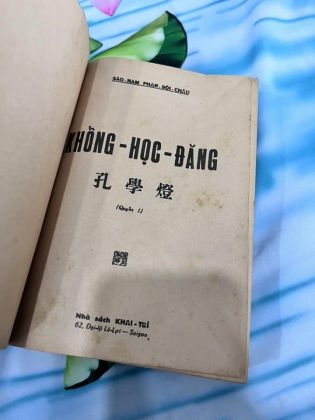 SÀO-NAM PHAN-BỘI-CHÂU
KHỔNG-HỌC-ĐĂNG
孔學燈
(Quyển I)
Nhà sách KHAI-TRÍ
62, Đại-lộ Lê-Lợi — Saigon